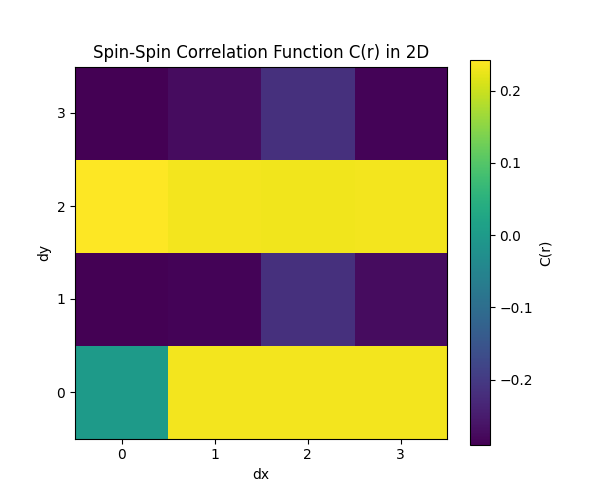 Spin-Spin Correlation Function C(r) in 2D
3
2
1
0
dy
0 1 2 3
dx
0.2
0.1
0.0
−0.1
−0.2
C(r)